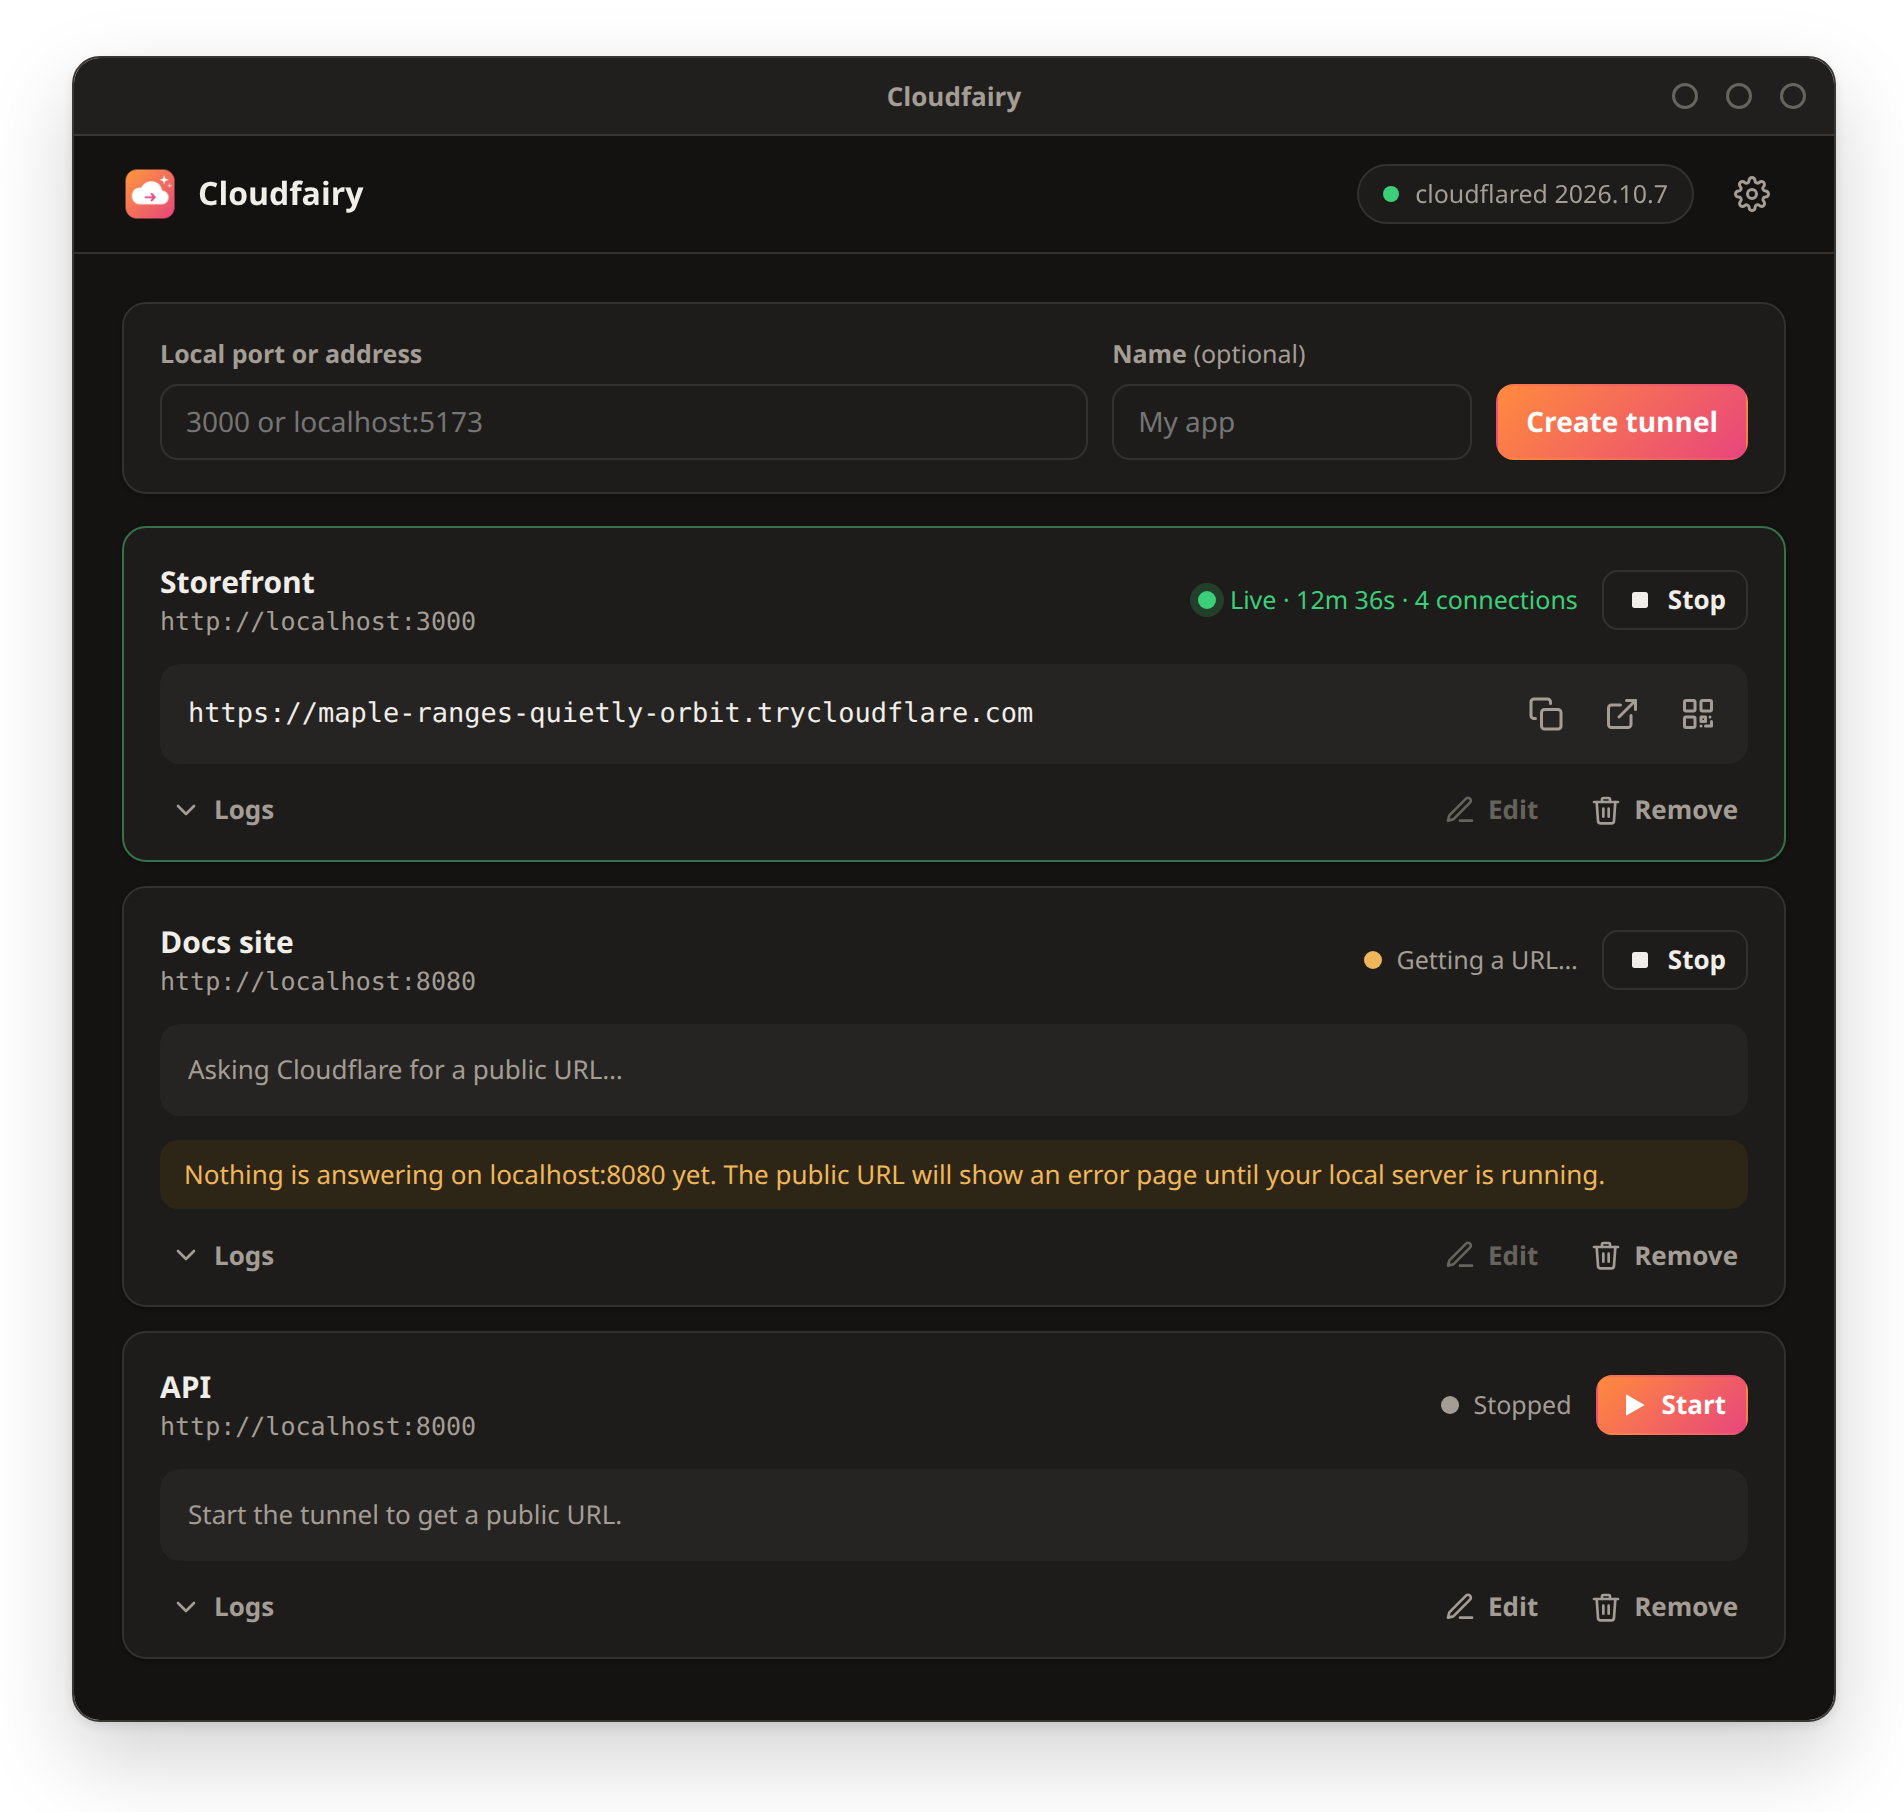 Cloudfairy
Cloudfairy
cloudflared 2026.10.7
Local port or address
Name (optional)
3000 or localhost:5173
My app
Create tunnel
Storefront
http://localhost:3000
Live · 12m 36s · 4 connections
Stop
https://maple-ranges-quietly-orbit.trycloudflare.com
Logs
Edit
Remove
Docs site
http://localhost:8080
Getting a URL…
Stop
Asking Cloudflare for a public URL…
Nothing is answering on localhost:8080 yet. The public URL will show an error page until your local server is running.
Logs
Edit
Remove
API
http://localhost:8000
Stopped
Start
Start the tunnel to get a public URL.
Logs
Edit
Remove